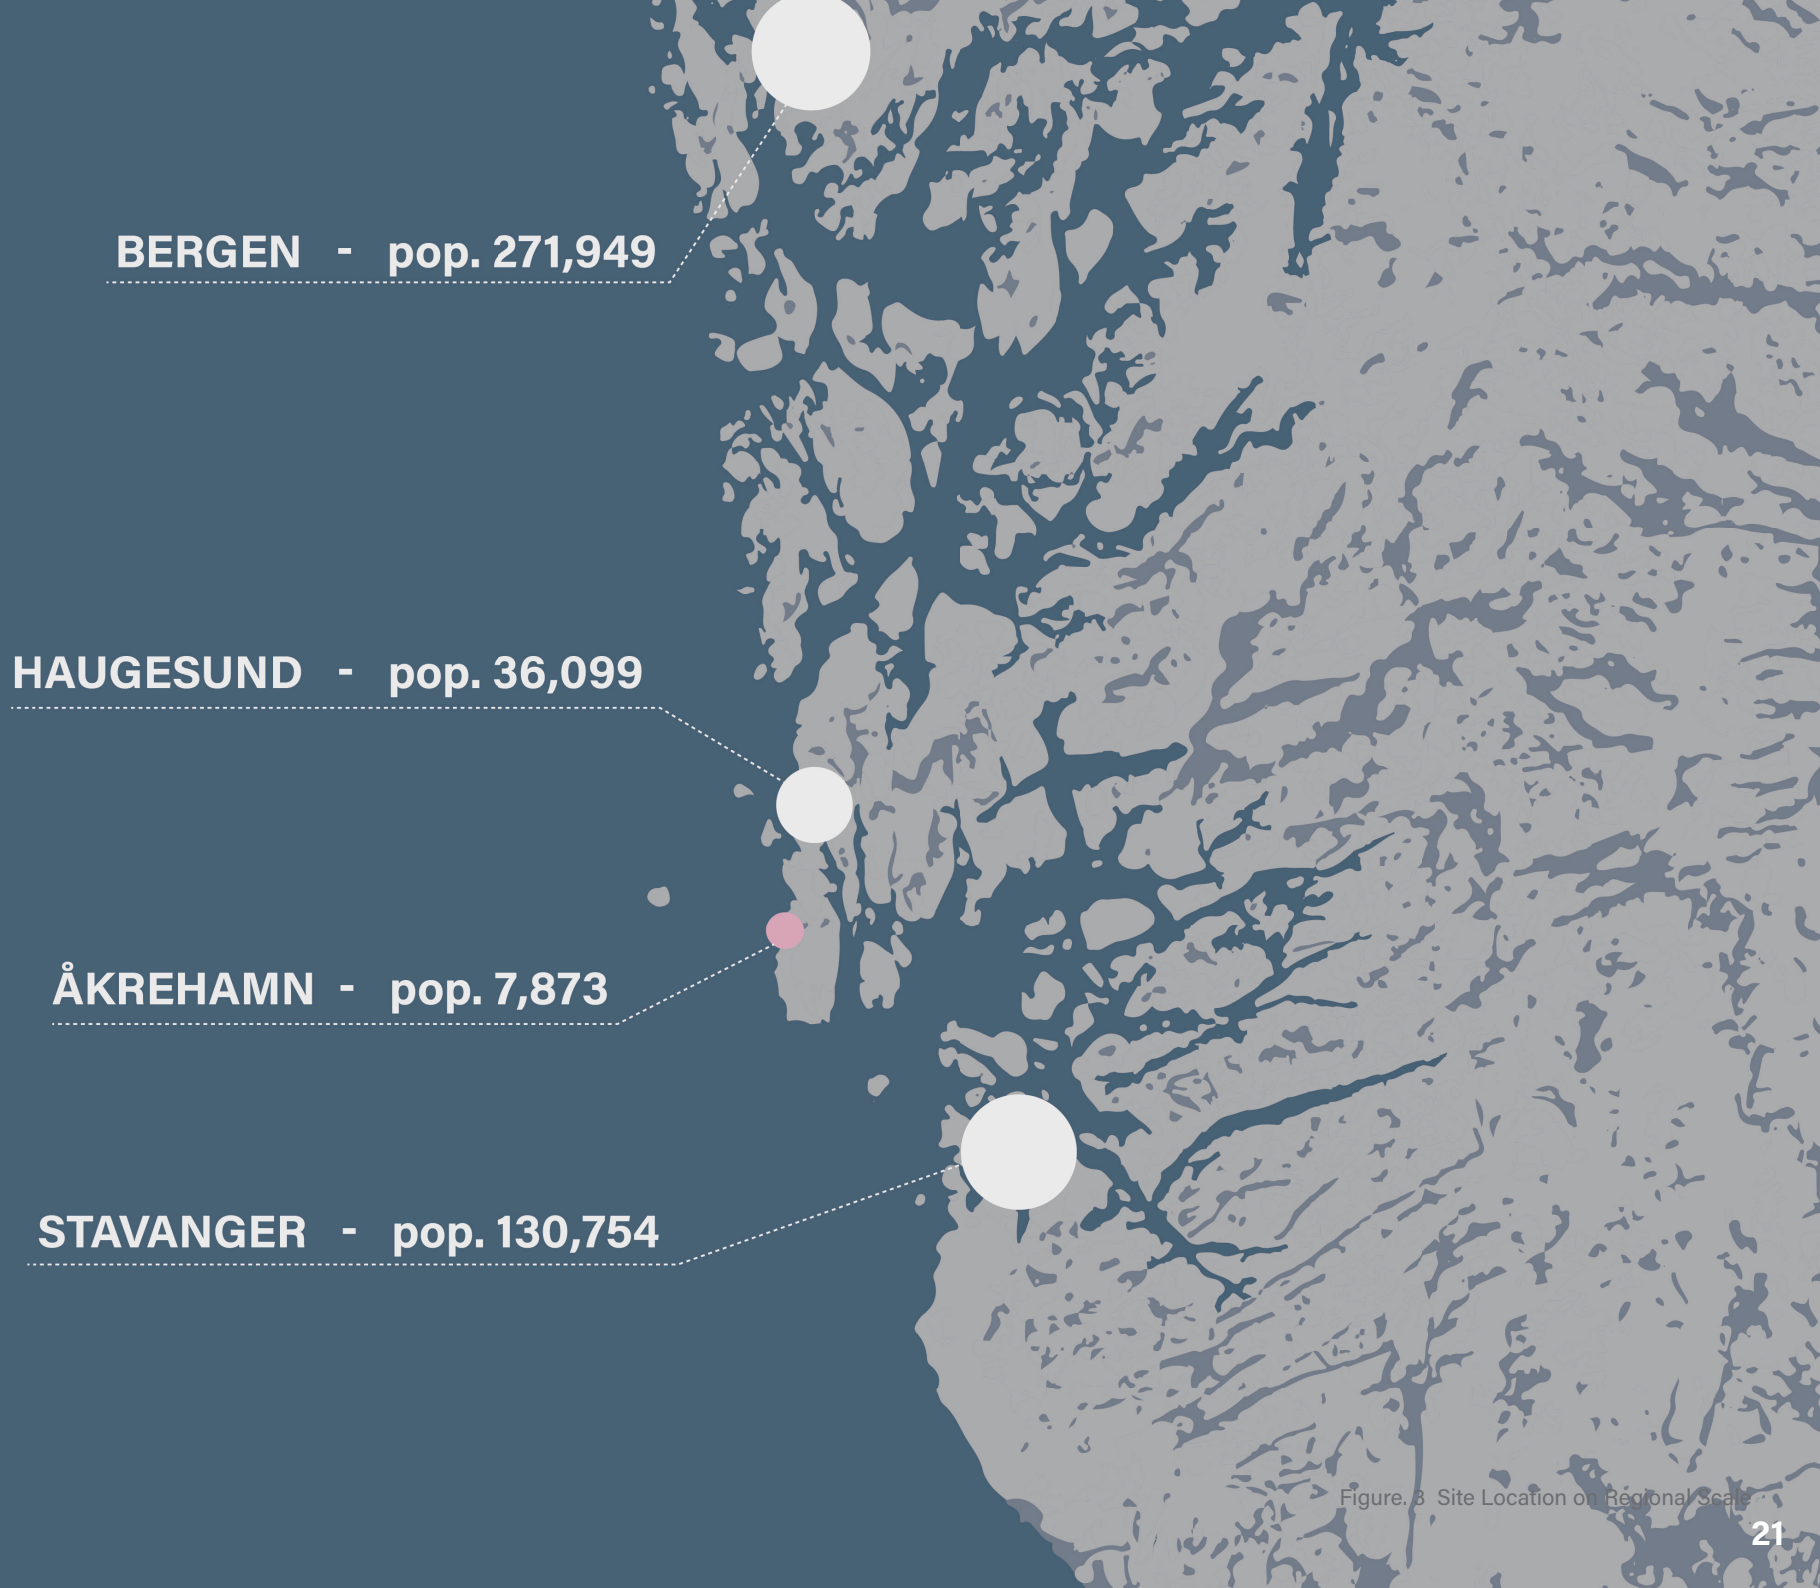 BERGEN - pop. 271,949
HAUGESUND - pop. 36,099
ÅKREHAMN - pop. 7,873
STAVANGER - pop. 130,754
Figure. 3 Site Location on Regional Scale
21